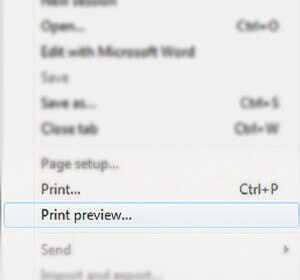 New session
Open... Ctrl+O
Edit with Microsoft Word
Save
Save as... Ctrl+S
Close tab Ctrl+W
Page setup...
Print... Ctrl+P
Print preview...
Send
Import and export...